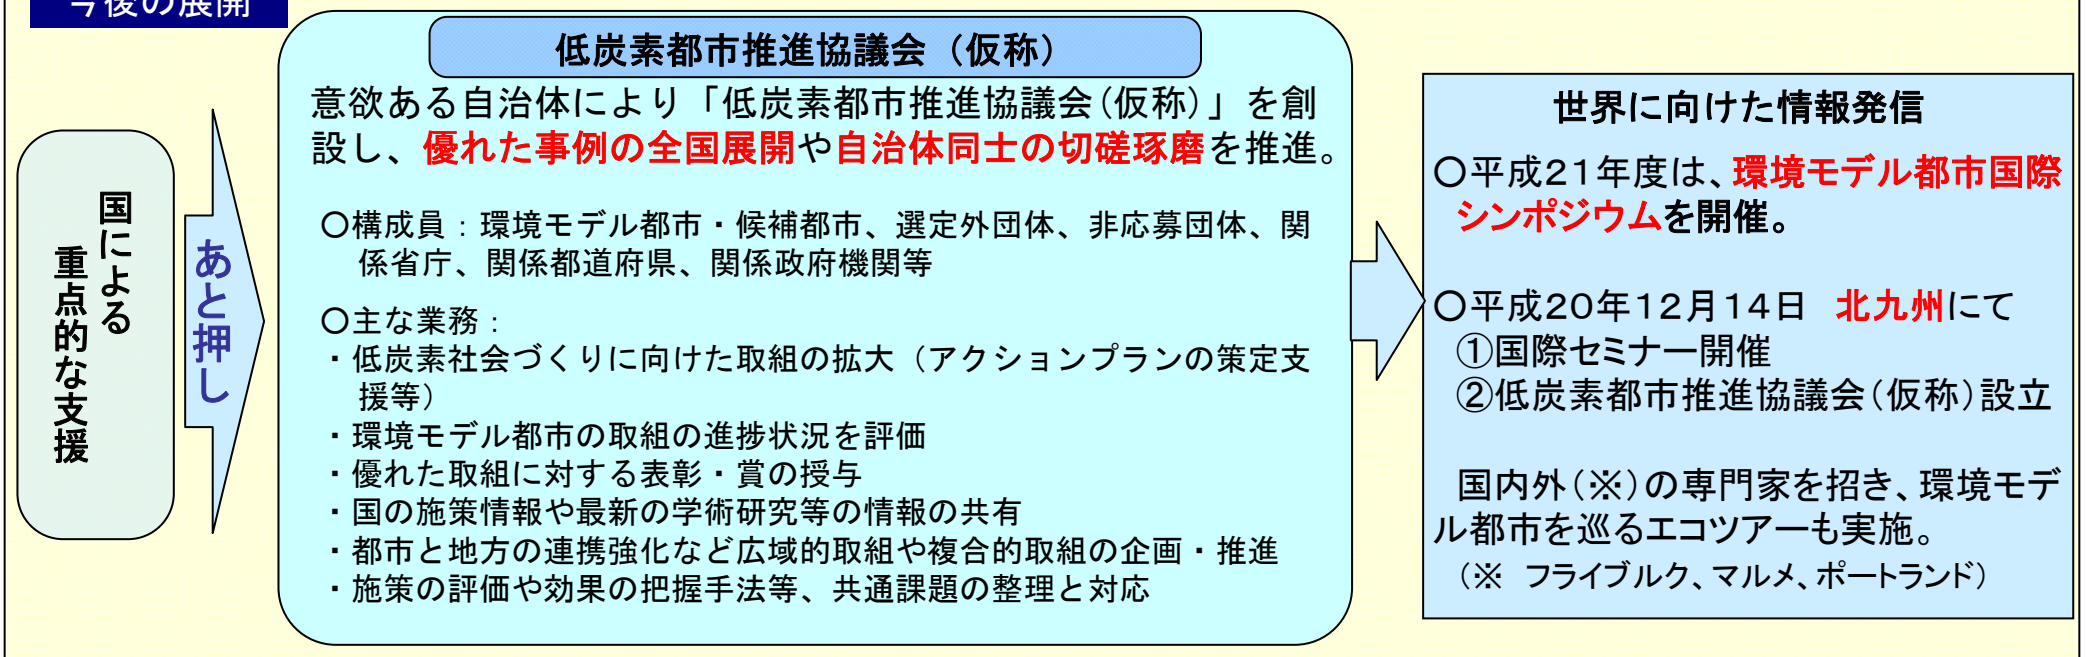 今後の展開
国による
重点的な支援
あと押し
低炭素都市推進協議会（仮称）
意欲ある自治体により「低炭素都市推進協議会(仮称)」を創
設し、優れた事例の全国展開や自治体同士の切磋琢磨を推進。
○構成員：環境モデル都市・候補都市、選定外団体、非応募団体、関
係省庁、関係都道府県、関係政府機関等
○主な業務：
・低炭素社会づくりに向けた取組の拡大（アクションプランの策定支
援等）
・環境モデル都市の取組の進捗状況を評価
・優れた取組に対する表彰・賞の授与
・国の施策情報や最新の学術研究等の情報の共有
・都市と地方の連携強化など広域的取組や複合的取組の企画・推進
・施策の評価や効果の把握手法等、共通課題の整理と対応
世界に向けた情報発信
○平成２１年度は、環境モデル都市国際
シンポジウムを開催。
○平成２０年１２月１４日　北九州にて
①国際セミナー開催
②低炭素都市推進協議会（仮称）設立
国内外（※）の専門家を招き、環境モデ
ル都市を巡るエコツアーも実施。
（※　フライブルク、マルメ、ポートランド）